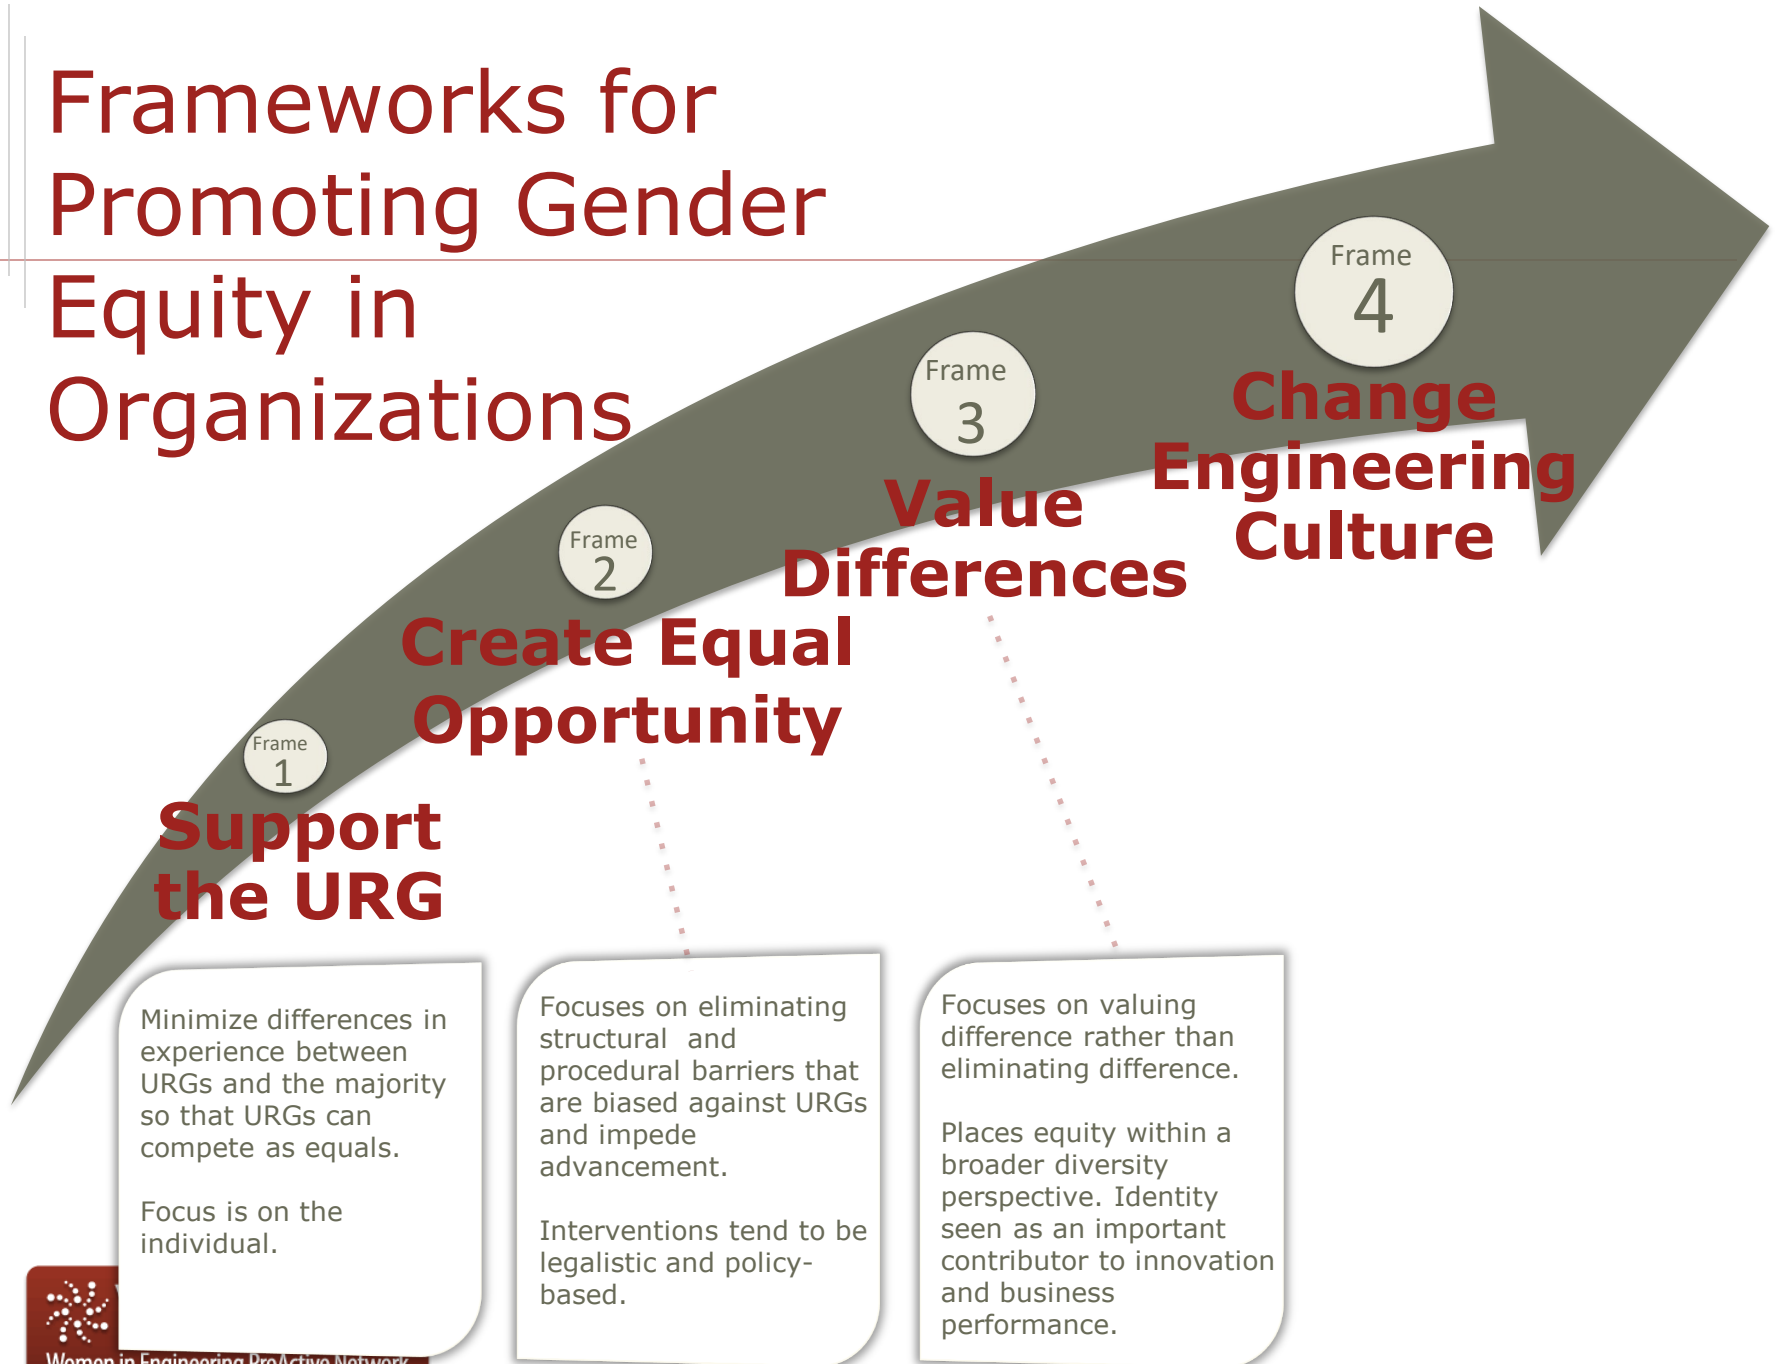 Frameworks for
Promoting Gender
Equity in
Organizations
Frame
4
Change
Engineering
Culture
Frame
3
Value
Differences
Frame
2
Create Equal
Opportunity
Frame
1
Support
the URG
Minimize differences in
experience between
URGs and the majority
so that URGs can
compete as equals.
Focus is on the
individual.
Focuses on eliminating
structural and
procedural barriers that
are biased against URGs
and impede
advancement.
Interventions tend to be
legalistic and policy-
based.
Focuses on valuing
difference rather than
eliminating difference.
Places equity within a
broader diversity
perspective. Identity
seen as an important
contributor to innovation
and business
performance.
Women in Engineering ProActive Network